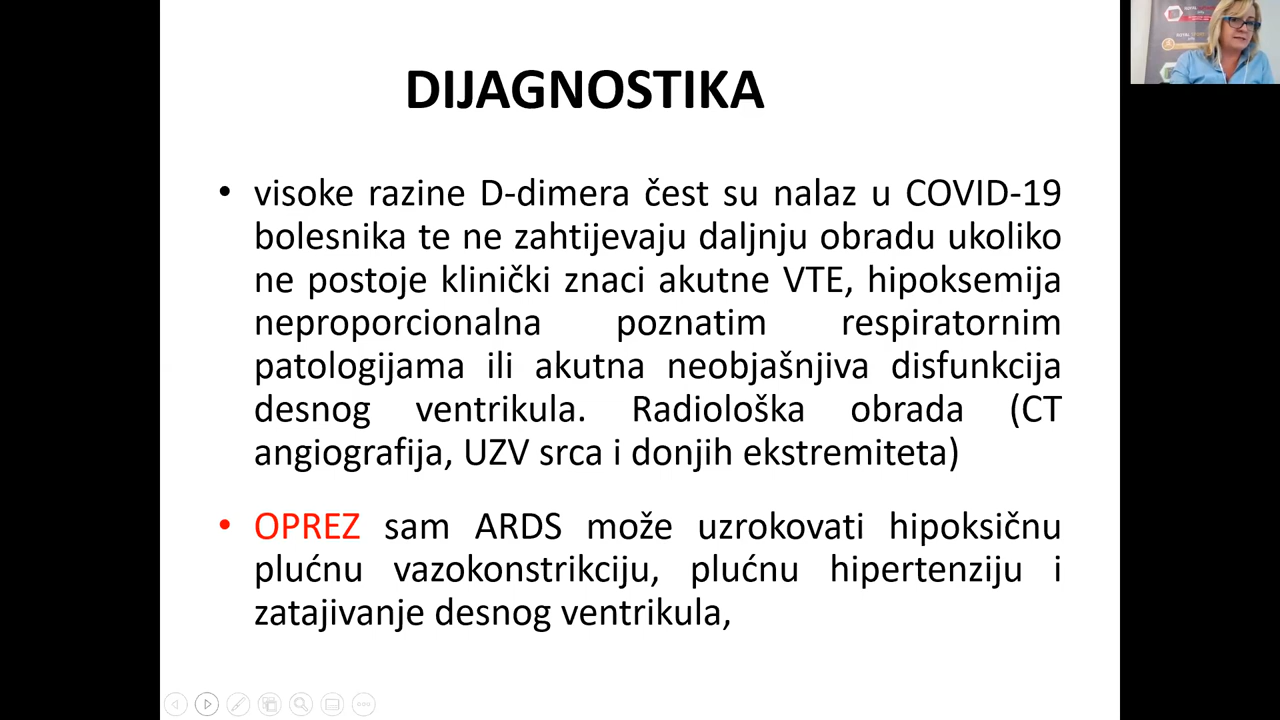 DIJAGNOSTIKA
• visoke razine D-dimera čest su nalaz u COVID-19
bolesnika te ne zahtijevaju daljnju obradu ukoliko
ne postoje klinički znaci akutne VTE, hipoksemija
neproporcionalna poznatim respiratornim
patologijama ili akutna neobjašnjiva disfunkcija
desnog ventrikula. Radiološka obrada (CT
angiografija, UZV srca i donjih ekstremiteta)
• OPREZ sam ARDS može uzrokovati hipoksičnu
plućnu vazokonstrikciju, plućnu hipertenziju i
zatajivanje desnog ventrikula,